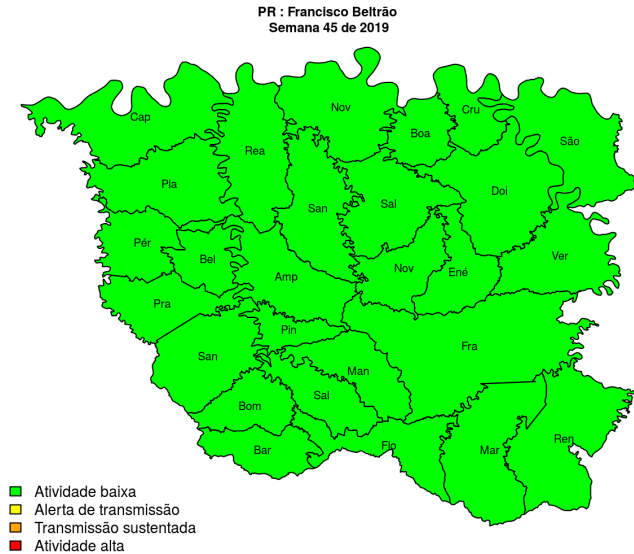 PR : Francisco Beltrão
Semana 45 de 2019
Cap
Nov
Cru
Boa
São
Rea
Pla
Doi
Sal
San
Pér
Bel
Ver
Nov
Ené
Amp
Pra
Pin
Fra
San
Man
Sal
Bom
Ren
Flo
Bar
Mar
Atividade baixa
Alerta de transmissão
Transmissão sustentada
Atividade alta